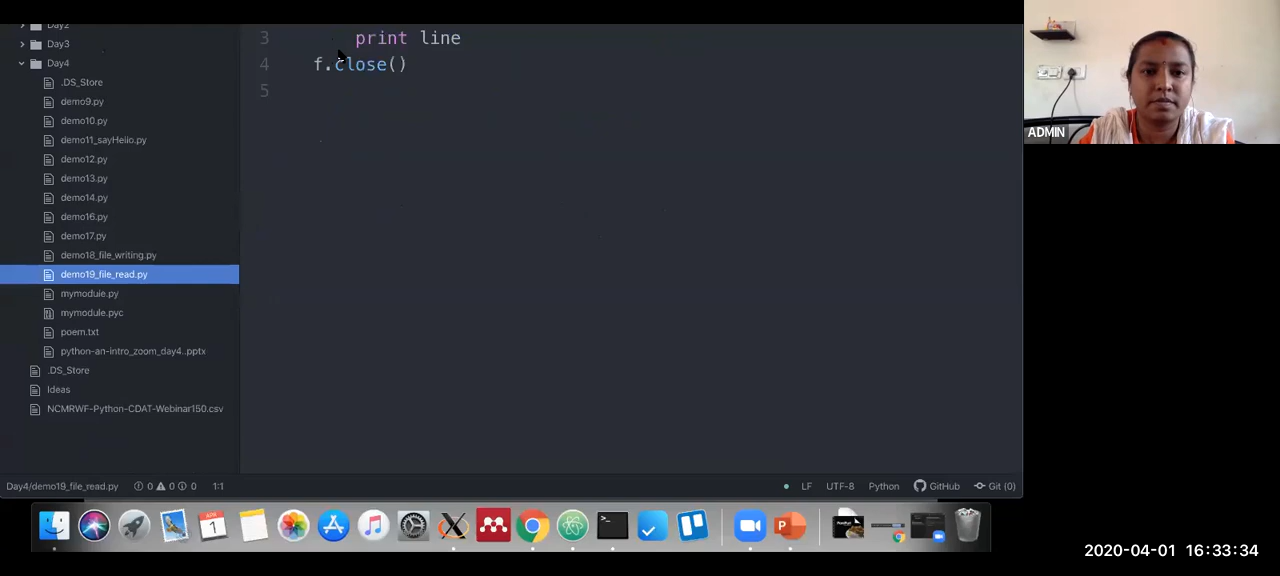 Day2
Day3
Day4
.DS_Store
demo9.py
demo10.py
demo11_sayHello.py
demo12.py
demo13.py
demo14.py
demo16.py
demo17.py
demo18_file_writing.py
demo19_file_read.py
mymodule.py
mymodule.pyc
poem.txt
python-an-intro_zoom_day4..pptx
.DS_Store
Ideas
NCMRWF-Python-CDAT-Webinar150.csv
3 print line
4 f.close()
5
ADMIN
Day4/demo19_file_read.py 0 0 0 1:1
LF UTF-8 Python GitHub Git (0)
APR
1
P
2020-04-01 16:33:34